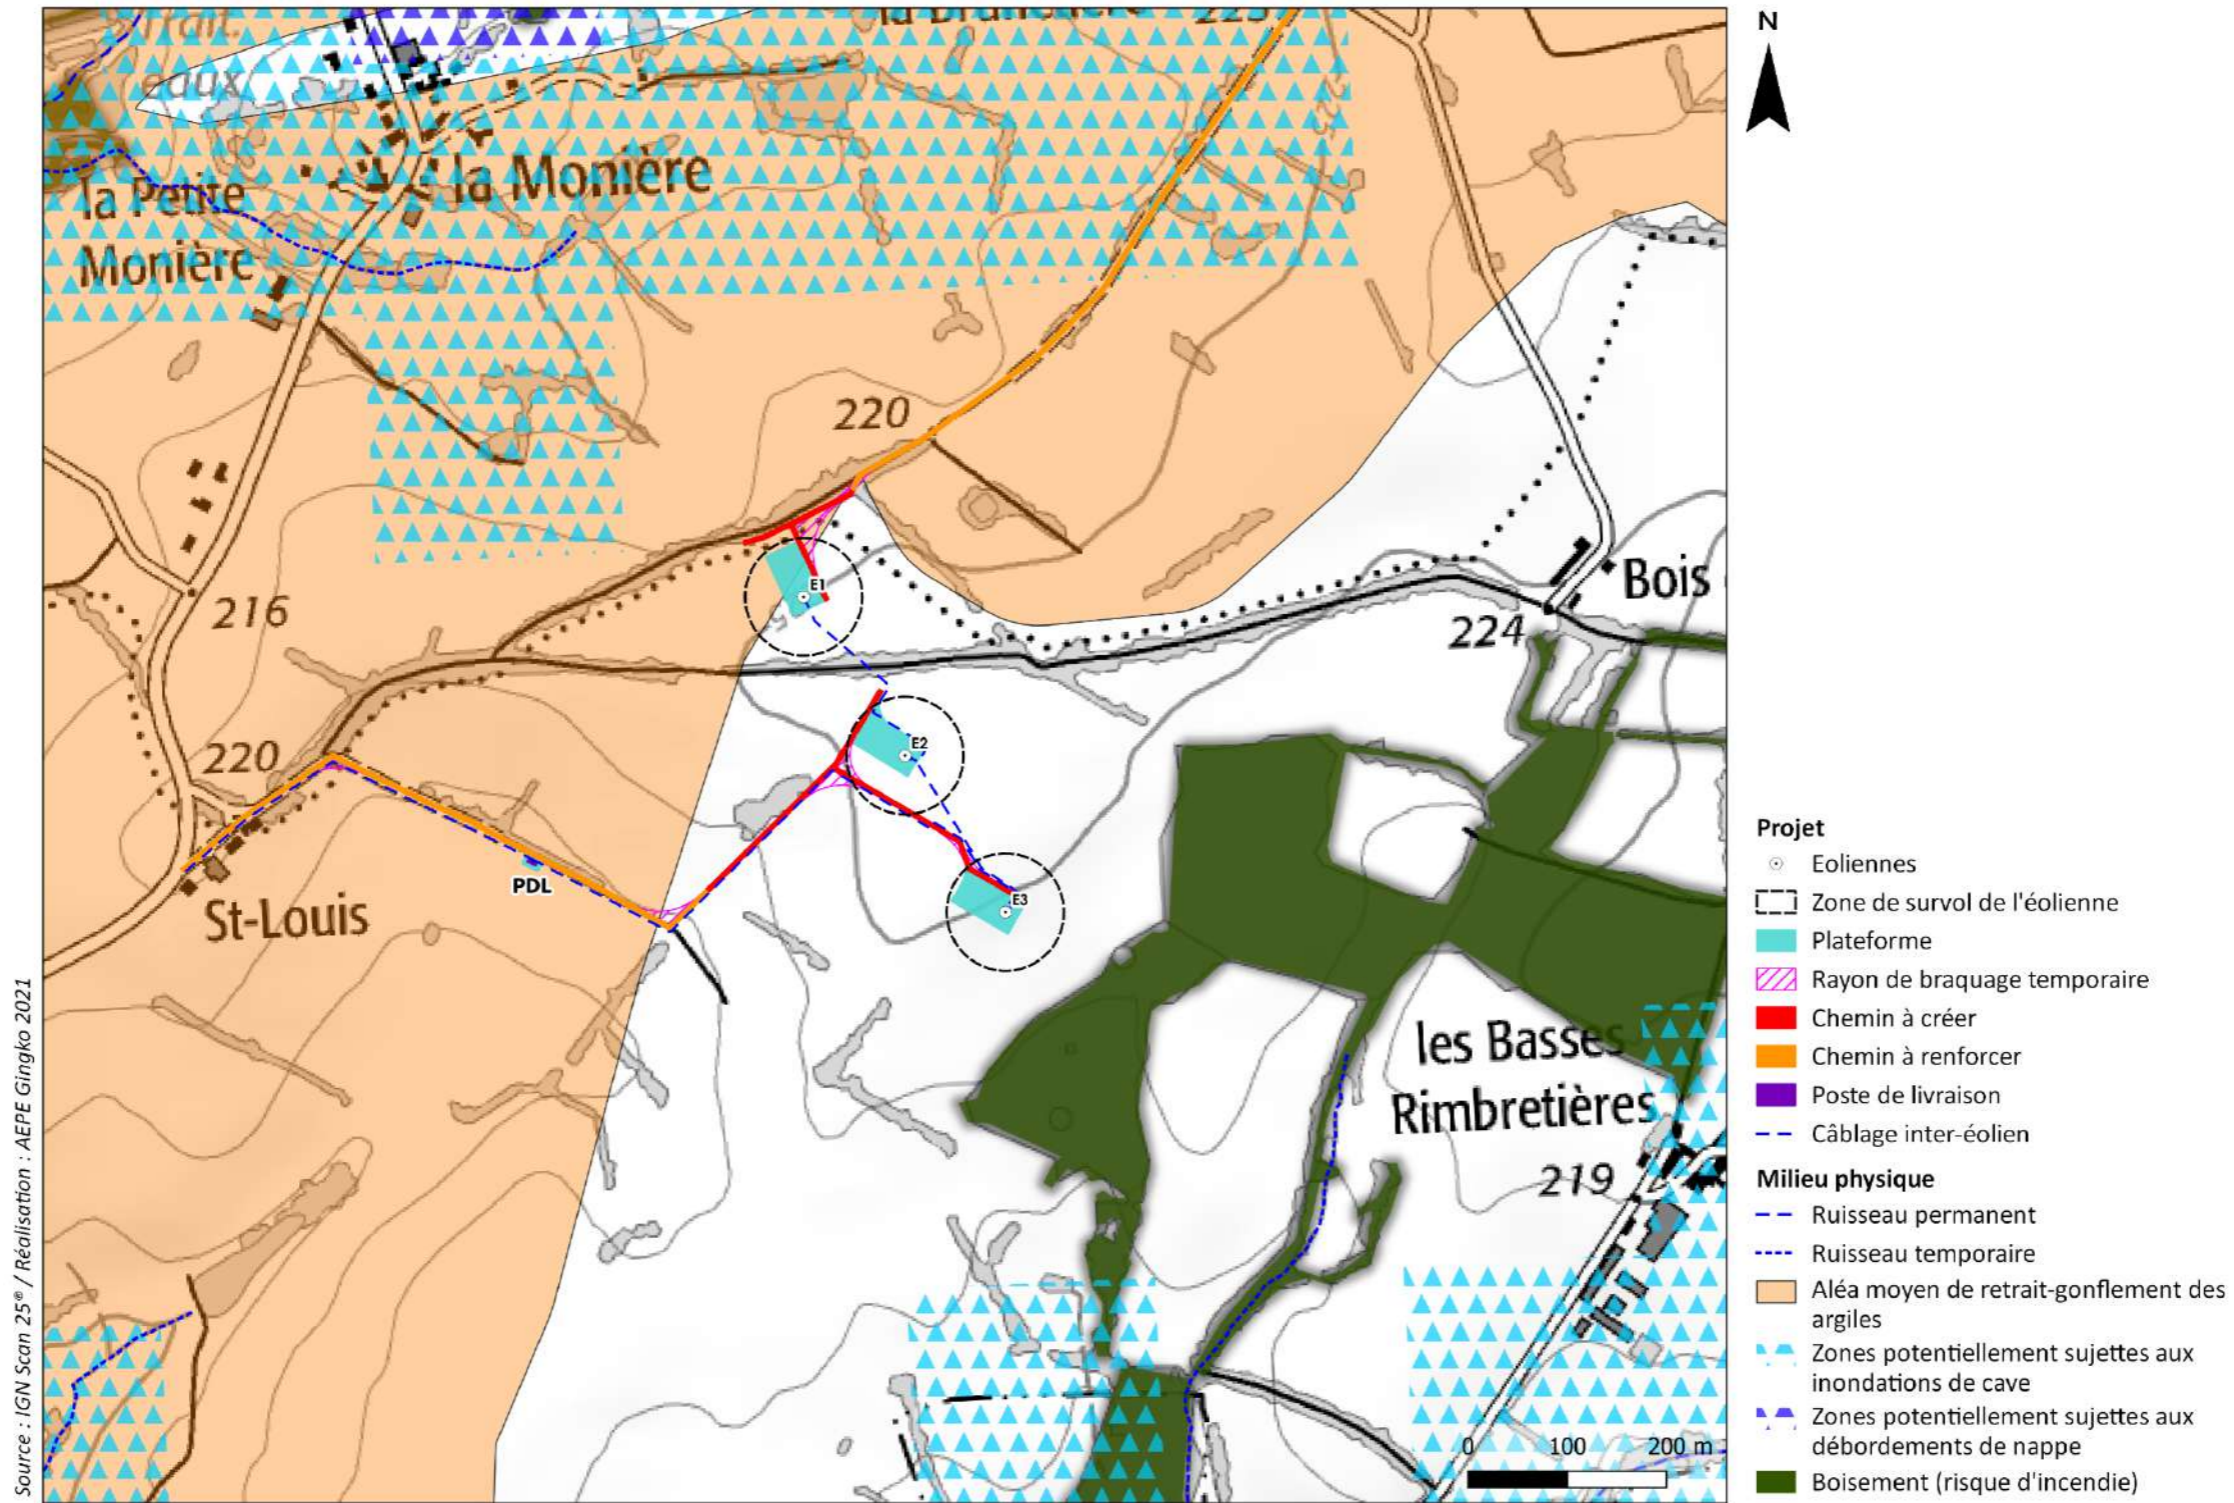 trait.
eaux
225
la Petite
Monière
la Monière
225
220
E1
216
Bois
224
220
E2
PDL
E3
St-Louis
les Basses
Rimbretières
219
0 100 200 m
Source : IGN Scan 25® / Réalisation : AEPE Gingko 2021
N
Projet
Eoliennes
Zone de survol de l'éolienne
Plateforme
Rayon de braquage temporaire
Chemin à créer
Chemin à renforcer
Poste de livraison
Câblage inter-éolien
Milieu physique
Ruisseau permanent
Ruisseau temporaire
Aléa moyen de retrait-gonflement des
argiles
Zones potentiellement sujettes aux
inondations de cave
Zones potentiellement sujettes aux
débordements de nappe
Boisement (risque d'incendie)